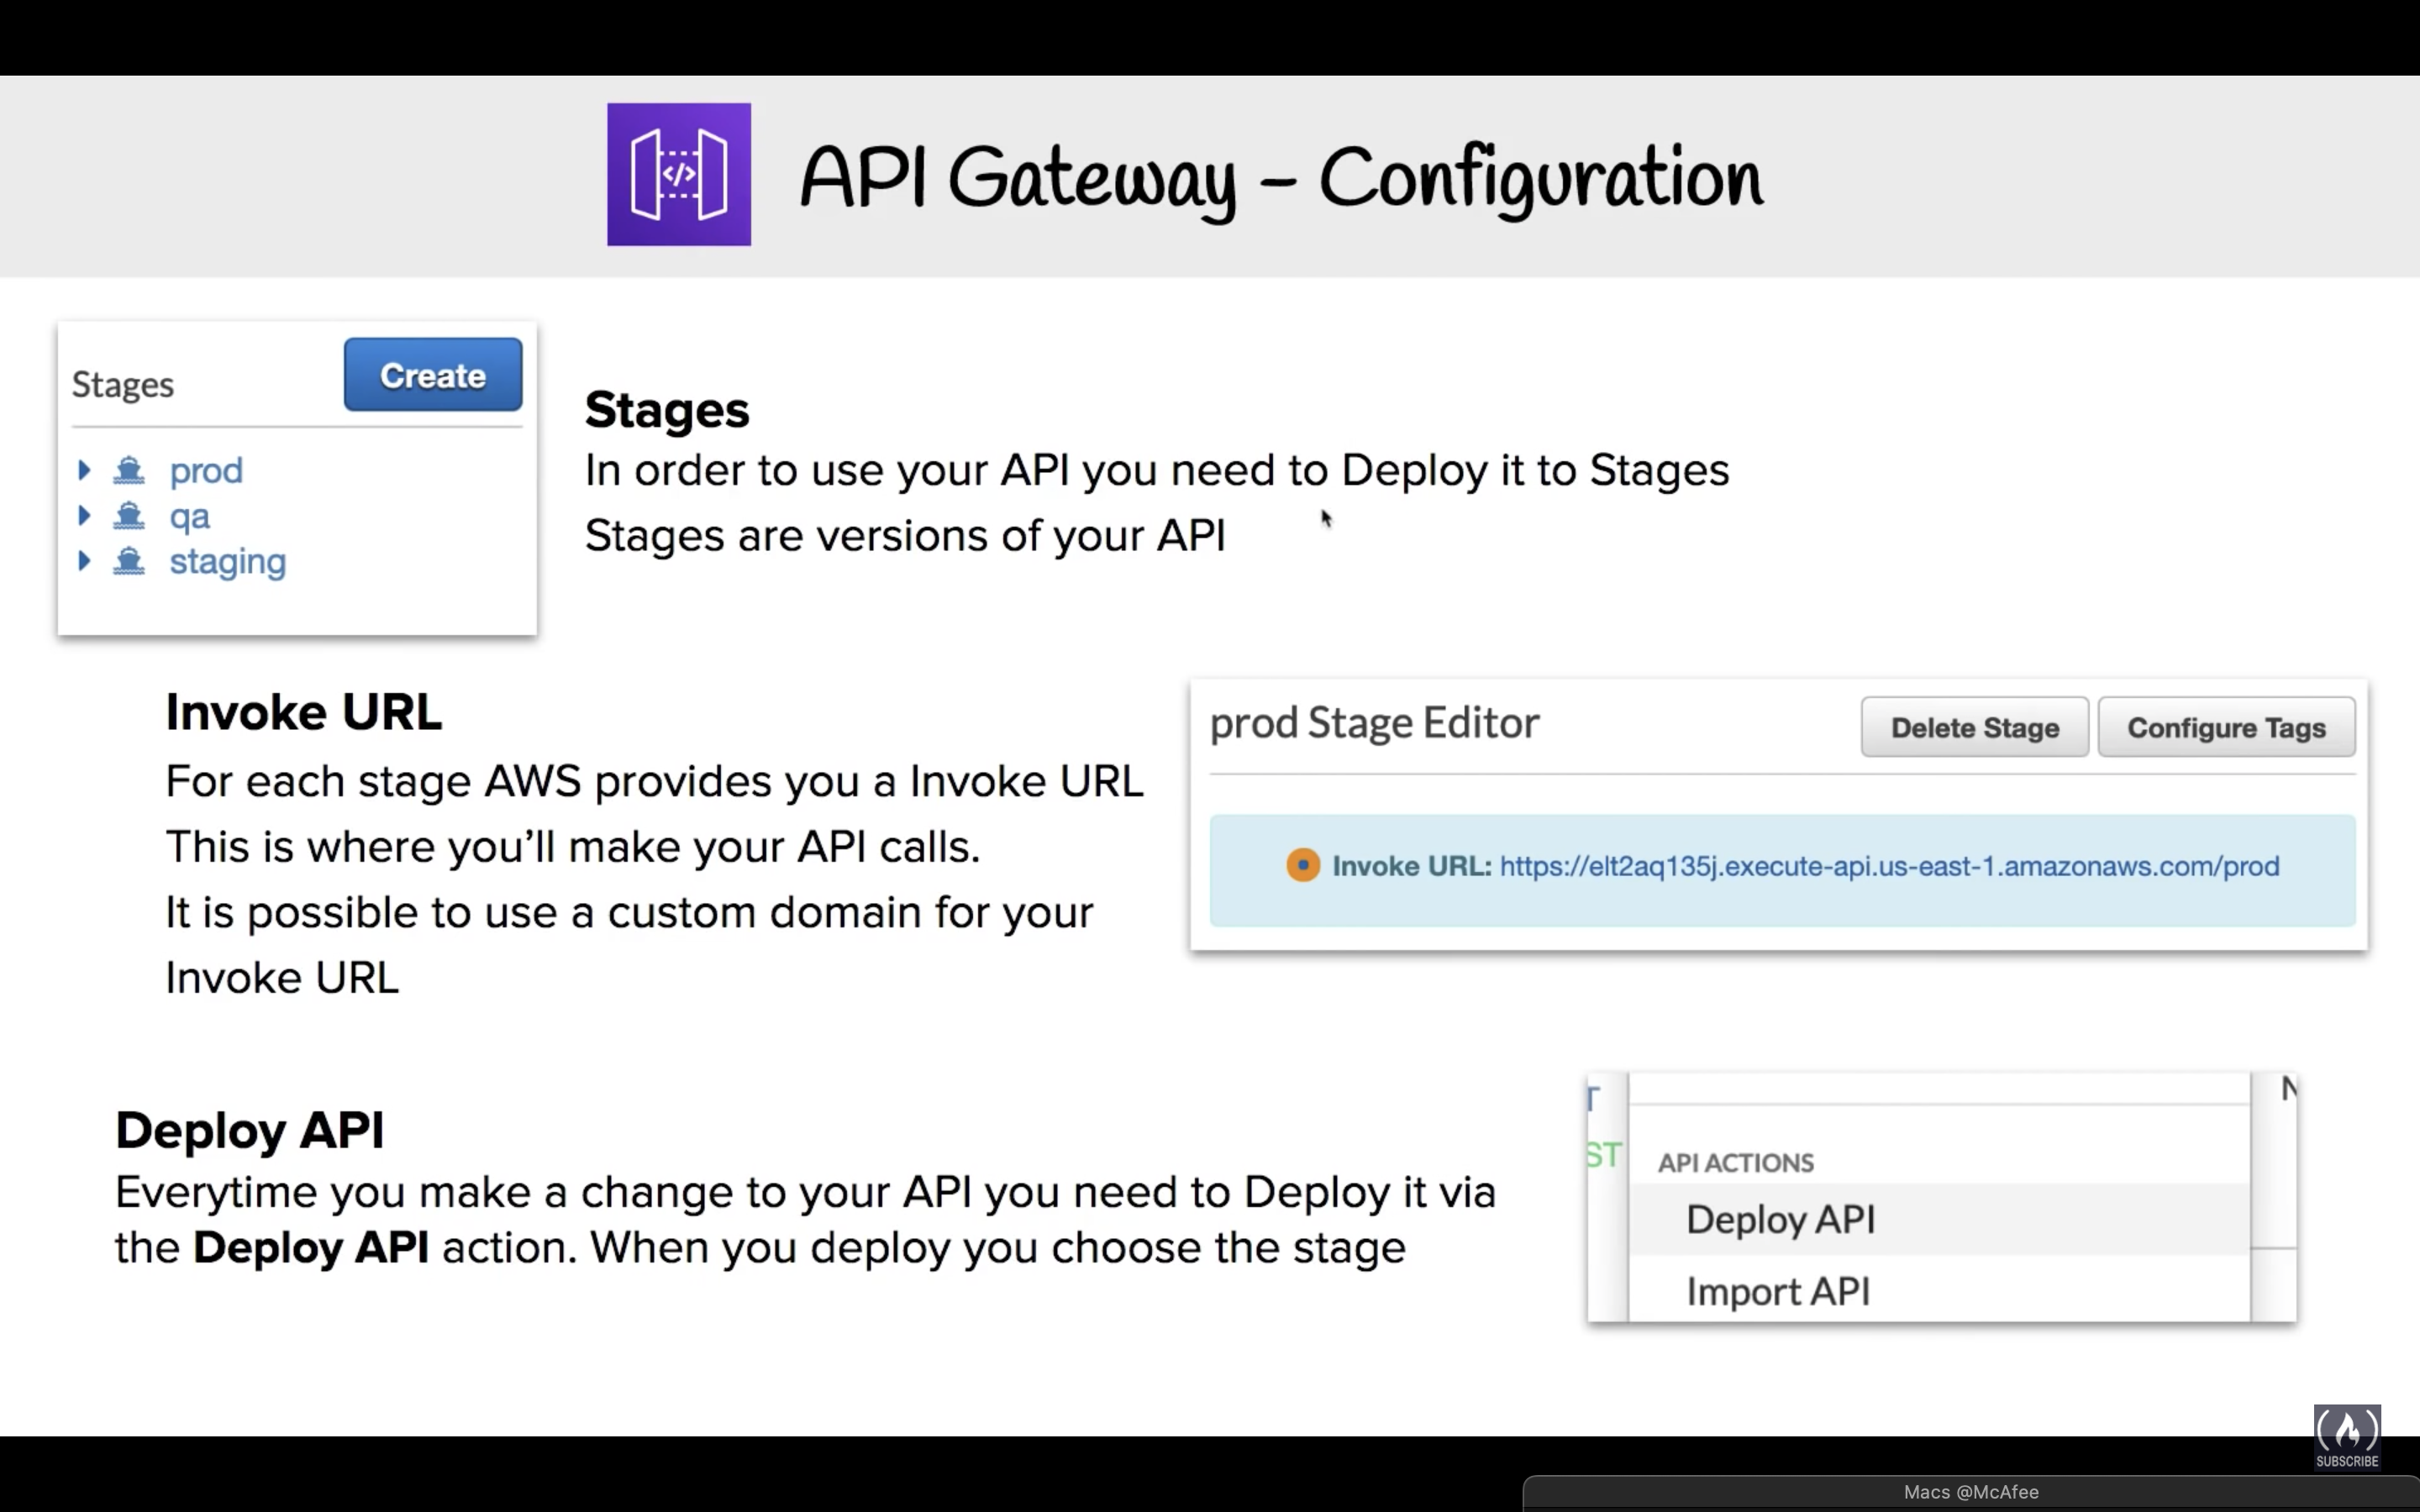 API Gateway – Configuration
Stages
Create
prod
qa
staging
Stages
In order to use your API you need to Deploy it to Stages
Stages are versions of your API
Invoke URL
For each stage AWS provides you a Invoke URL
This is where you’ll make your API calls.
It is possible to use a custom domain for your
Invoke URL
prod Stage Editor
Delete Stage
Configure Tags
Invoke URL: https://elt2aq135j.execute-api.us-east-1.amazonaws.com/prod
Deploy API
Everytime you make a change to your API you need to Deploy it via
the Deploy API action. When you deploy you choose the stage
T
ST
N
API ACTIONS
Deploy API
Import API
SUBSCRIBE
Macs @McAfee